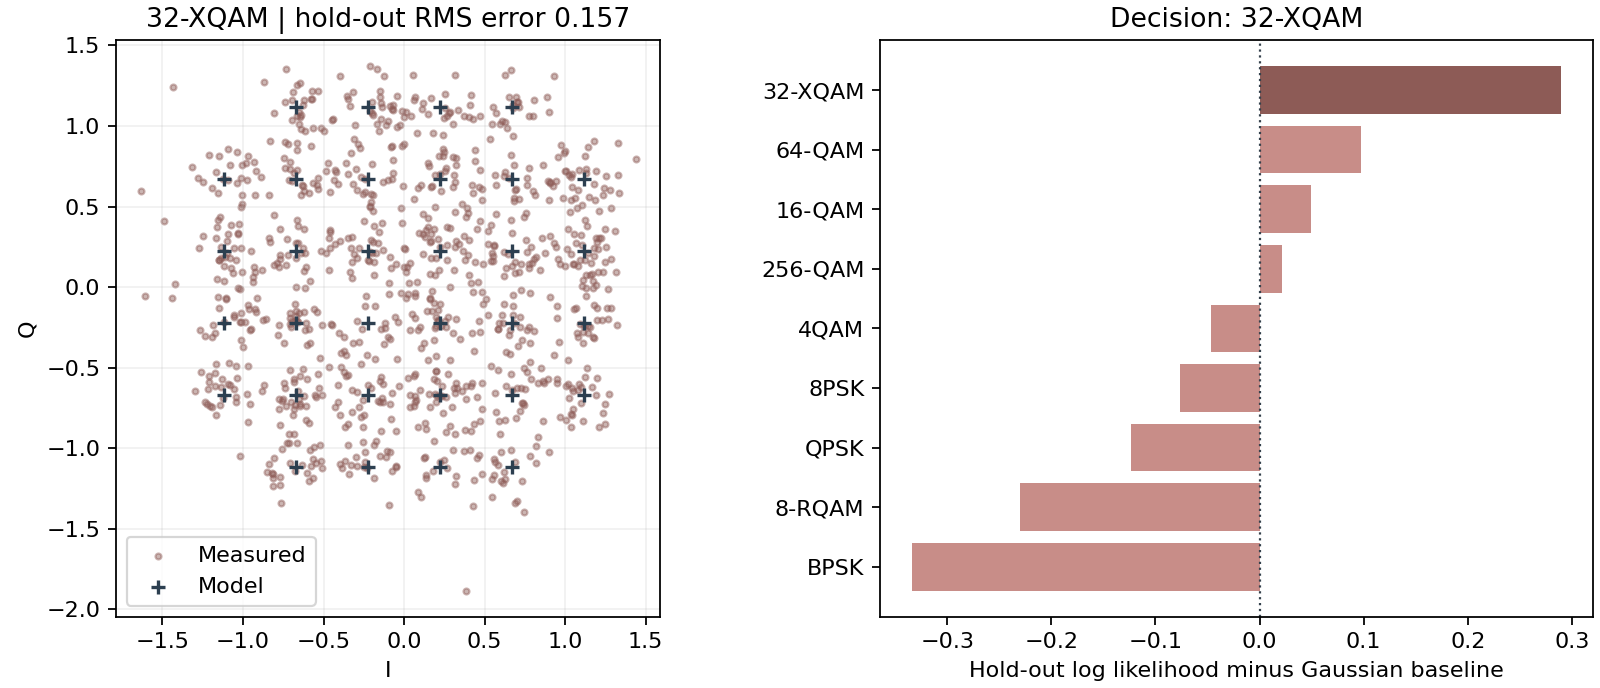 32-XQAM | hold-out RMS error 0.157
1.5
1.0
0.5
0.0
−0.5
−1.0
−1.5
−2.0
Q
Measured
Model
−1.5 −1.0 −0.5 0.0 0.5 1.0 1.5
I
Decision: 32-XQAM
32-XQAM
64-QAM
16-QAM
256-QAM
4QAM
8PSK
QPSK
8-RQAM
BPSK
−0.3 −0.2 −0.1 0.0 0.1 0.2 0.3
Hold-out log likelihood minus Gaussian baseline